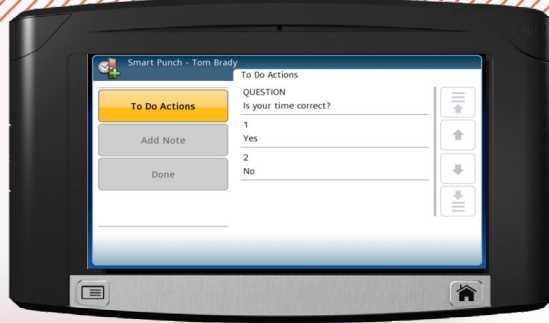 Smart Punch - Tom Brady
To Do Actions
To Do Actions
Add Note
Done
QUESTION
Is your time correct?
1
Yes
2
No